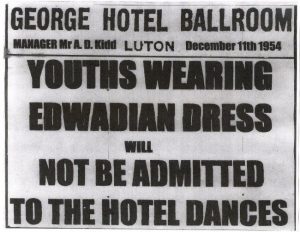 GEORGE HOTEL BALLROOM
MANAGER Mr A. D. Kidd LUTON December 11th 1954
YOUTHS WEARING
EDWADIAN DRESS
WILL
NOT BE ADMITTED
TO THE HOTEL DANCES